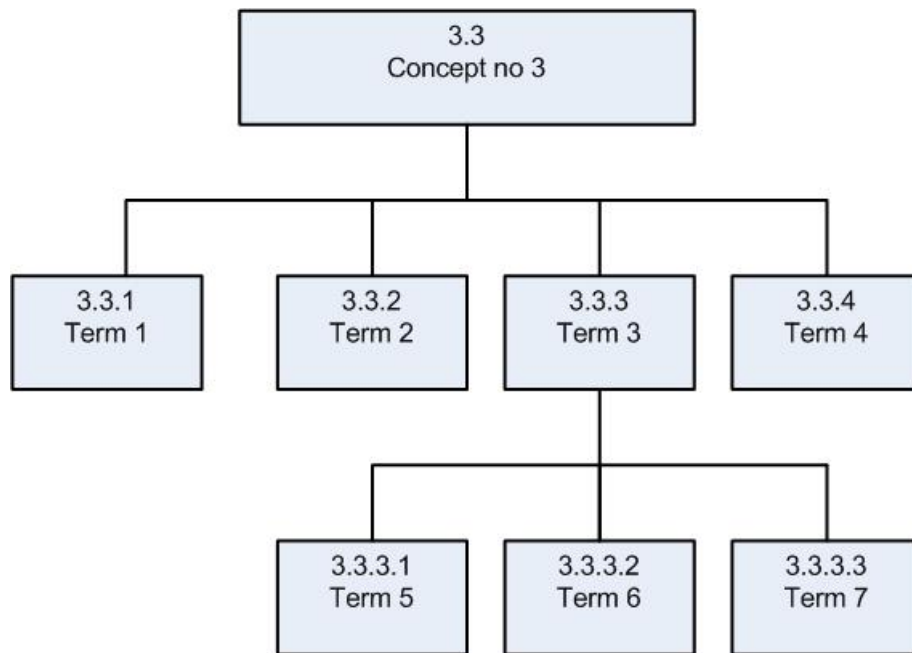 3.3
Concept no 3
3.3.1
Term 1
3.3.2
Term 2
3.3.3
Term 3
3.3.4
Term 4
3.3.3.1
Term 5
3.3.3.2
Term 6
3.3.3.3
Term 7